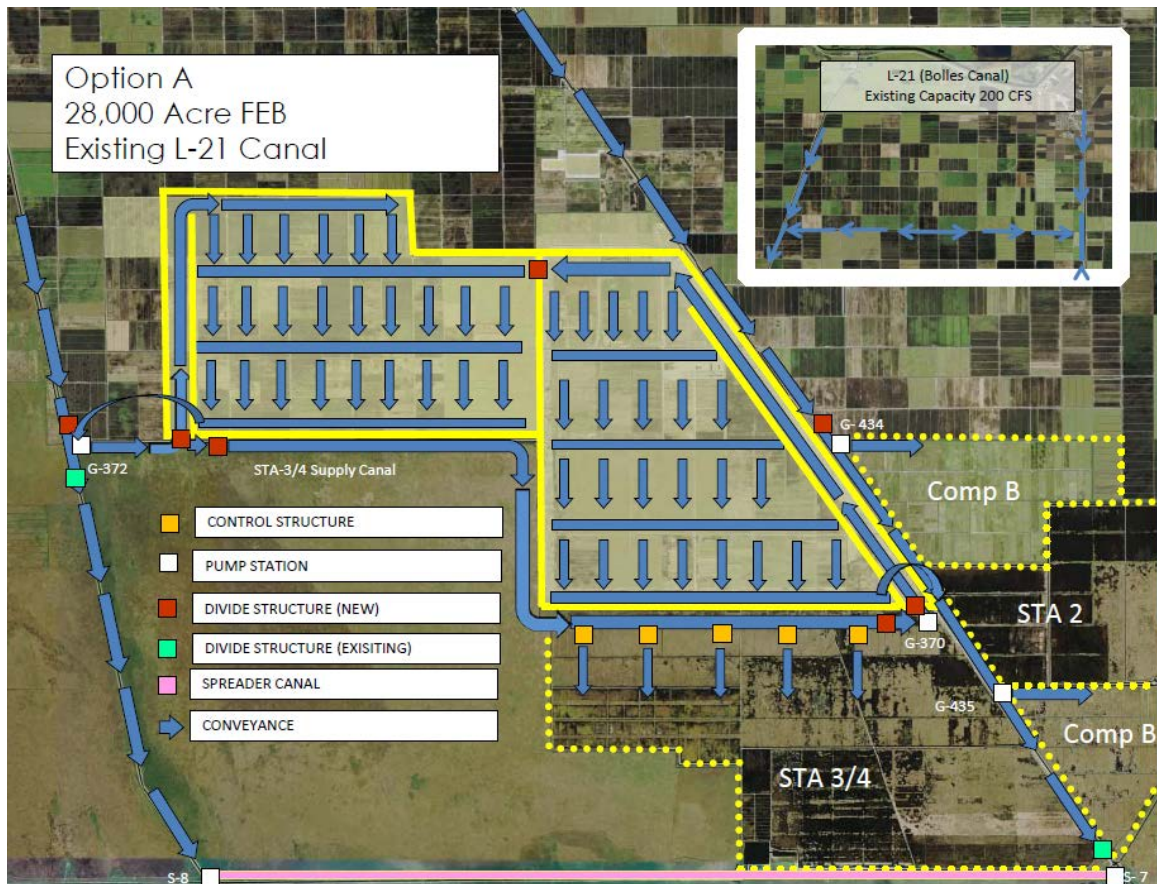 Option A
28,000 Acre FEB
Existing L-21 Canal
L-21 (Bolles Canal)
Existing Capacity 200 CFS
G- 434
G-372
STA-3/4 Supply Canal
Comp B
CONTROL STRUCTURE
PUMP STATION
DIVIDE STRUCTURE (NEW)
DIVIDE STRUCTURE (EXISITING)
SPREADER CANAL
CONVEYANCE
STA 2
G-370
G-435
Comp B
STA 3/4
S-8
S- 7